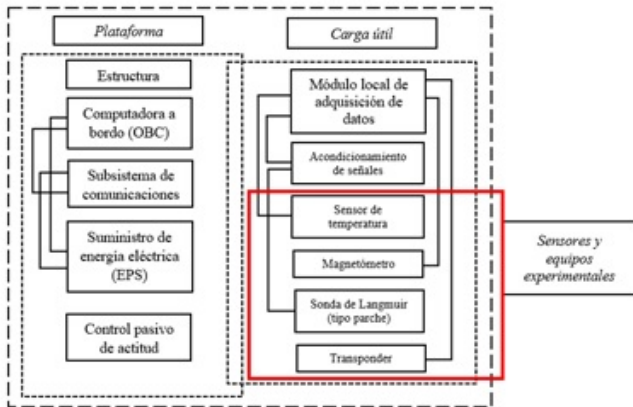 Plataforma
Estructura
Computadora a
bordo (OBC)
Subsistema de
comunicaciones
Suministro de
energía eléctrica
(EPS)
Control pasivo
de actitud
Carga útil
Módulo local de
adquisición de
datos
Acondicionamiento
de señales
Sensor de
temperatura
Magnetómetro
Sonda de Langmuir
(tipo parche)
Transponder
Sensores y
equipos
experimentales